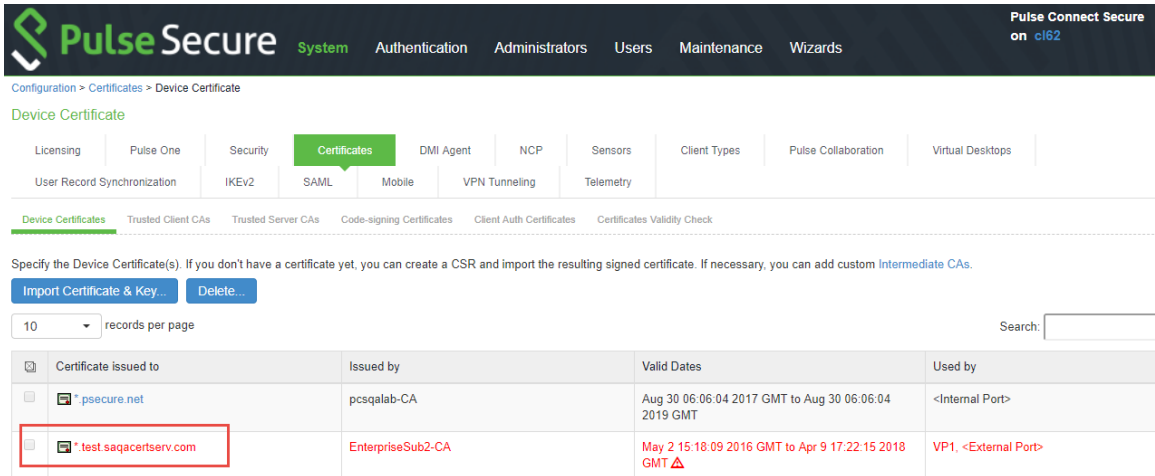 Pulse Secure System Authentication Administrators Users Maintenance Wizards
Pulse Connect Secure
on cl62
Configuration > Certificates > Device Certificate
Device Certificate
Licensing Pulse One Security Certificates DMI Agent NCP Sensors Client Types Pulse Collaboration Virtual Desktops
User Record Synchronization IKEv2 SAML Mobile VPN Tunneling Telemetry
Device Certificates Trusted Client CAs Trusted Server CAs Code-signing Certificates Client Auth Certificates Certificates Validity Check
Specify the Device Certificate(s). If you don't have a certificate yet, you can create a CSR and import the resulting signed certificate. If necessary, you can add custom Intermediate CAs.
Import Certificate & Key... Delete...
10 records per page Search:
Certificate issued to Issued by Valid Dates Used by
*.psecure.net pcsqalab-CA Aug 30 06:06:04 2017 GMT to Aug 30 06:06:04 <Internal Port>
2019 GMT
*.test.saqacertserv.com EnterpriseSub2-CA May 2 15:18:09 2016 GMT to Apr 9 17:22:15 2018 VP1, <External Port>
GMT